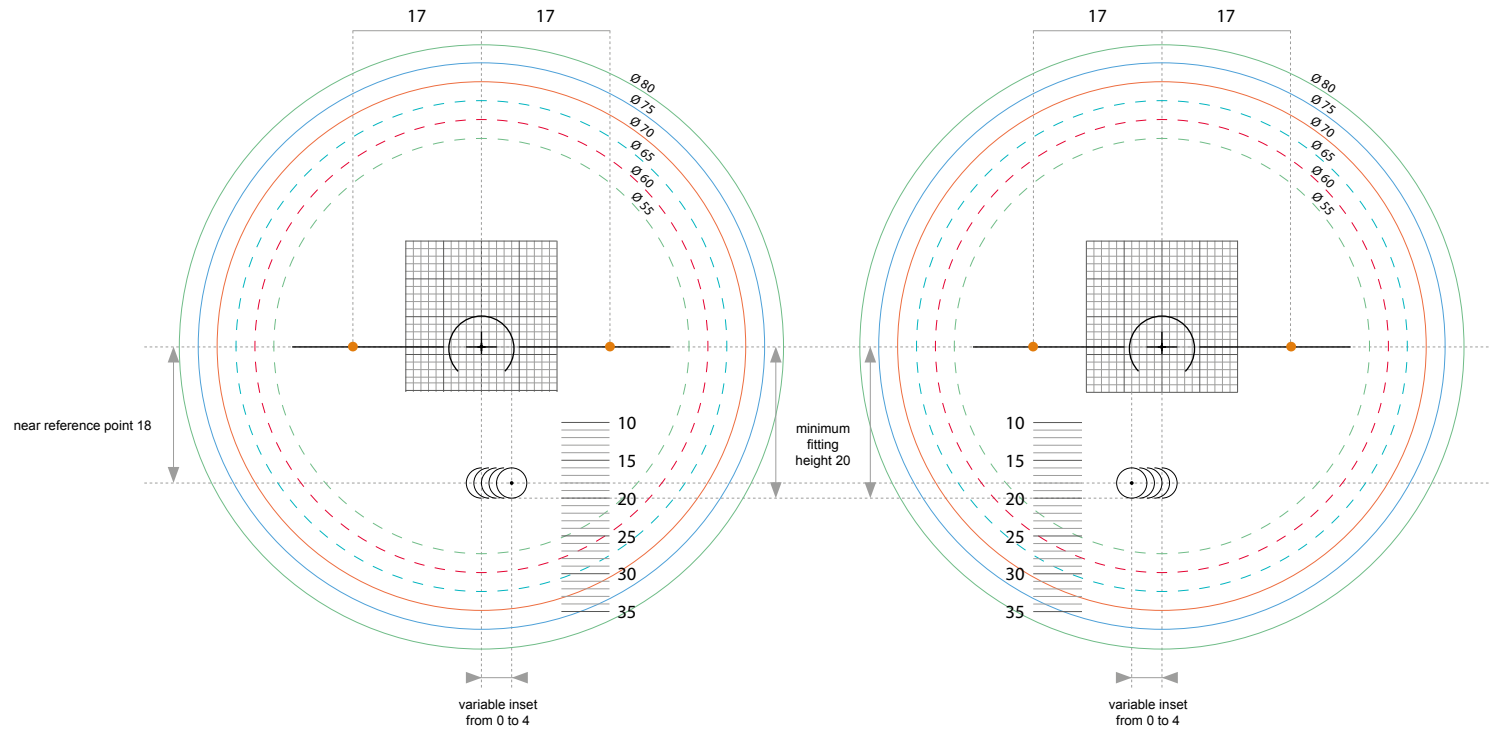 17 17
Ø 80
Ø 75
Ø 70
Ø 65
Ø 60
Ø 55
near reference point 18
10
15
20
25
30
35
variable inset
from 0 to 4
minimum
fitting
height 20
17 17
Ø 80
Ø 75
Ø 70
Ø 65
Ø 60
Ø 55
10
15
20
25
30
35
variable inset
from 0 to 4